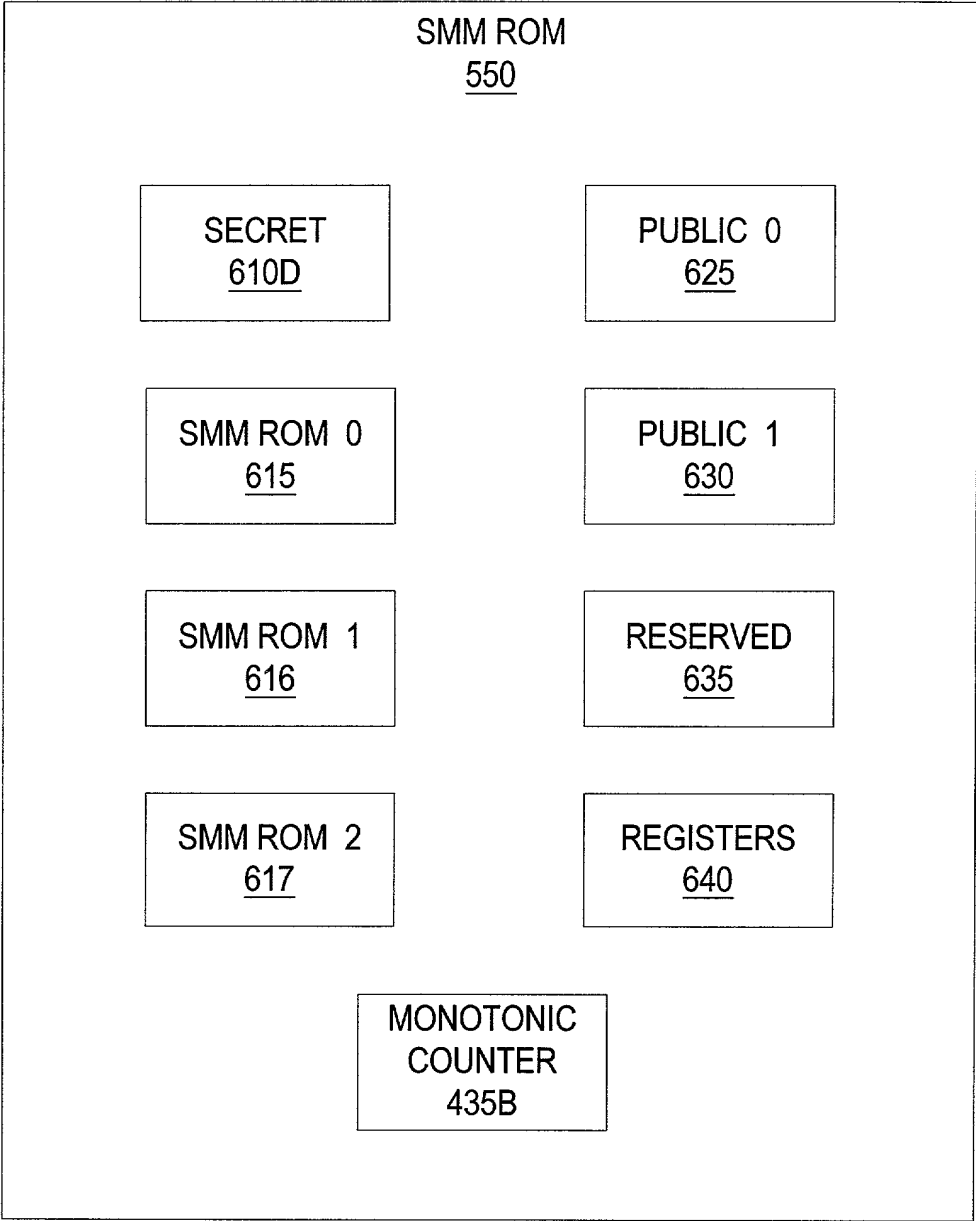 SMM ROM
550
SECRET
610D
PUBLIC 0
625
SMM ROM 0
615
PUBLIC 1
630
SMM ROM 1
616
RESERVED
635
SMM ROM 2
617
REGISTERS
640
MONOTONIC
COUNTER
435B